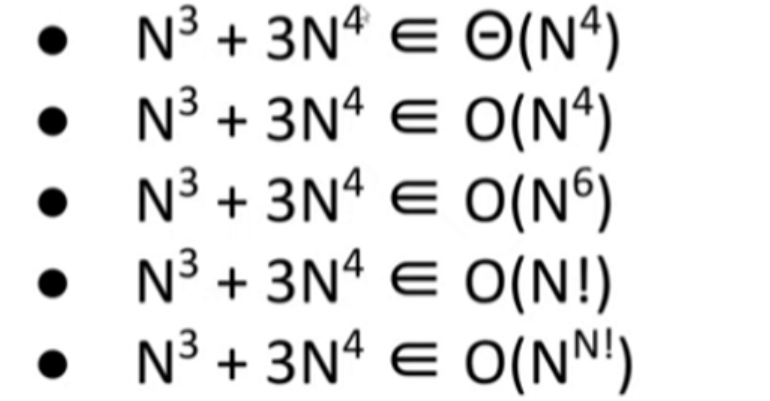 ● N³ + 3N⁴ ∈ Θ(N⁴)
● N³ + 3N⁴ ∈ O(N⁴)
● N³ + 3N⁴ ∈ O(N⁶)
● N³ + 3N⁴ ∈ O(N!)
● N³ + 3N⁴ ∈ O(N^N!)